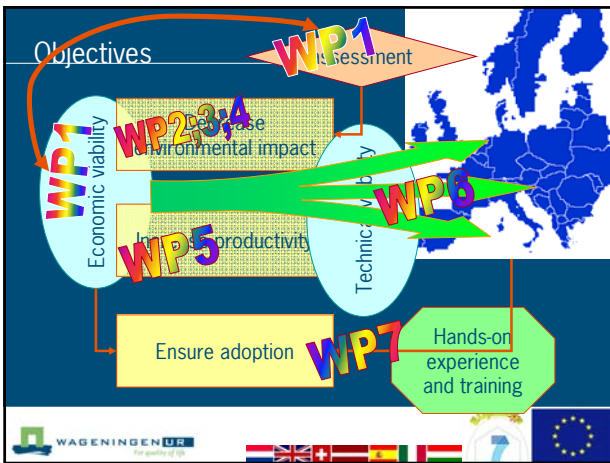 Objectives
WP1
assessment
WP1
Economic viability
WP2;3;4
Decrease
environmental impact
WP5
productivity
Technical viability
WP6
Ensure adoption
WP7
Hands-on
experience
and training
WAGENINGEN UR
For quality of life
7